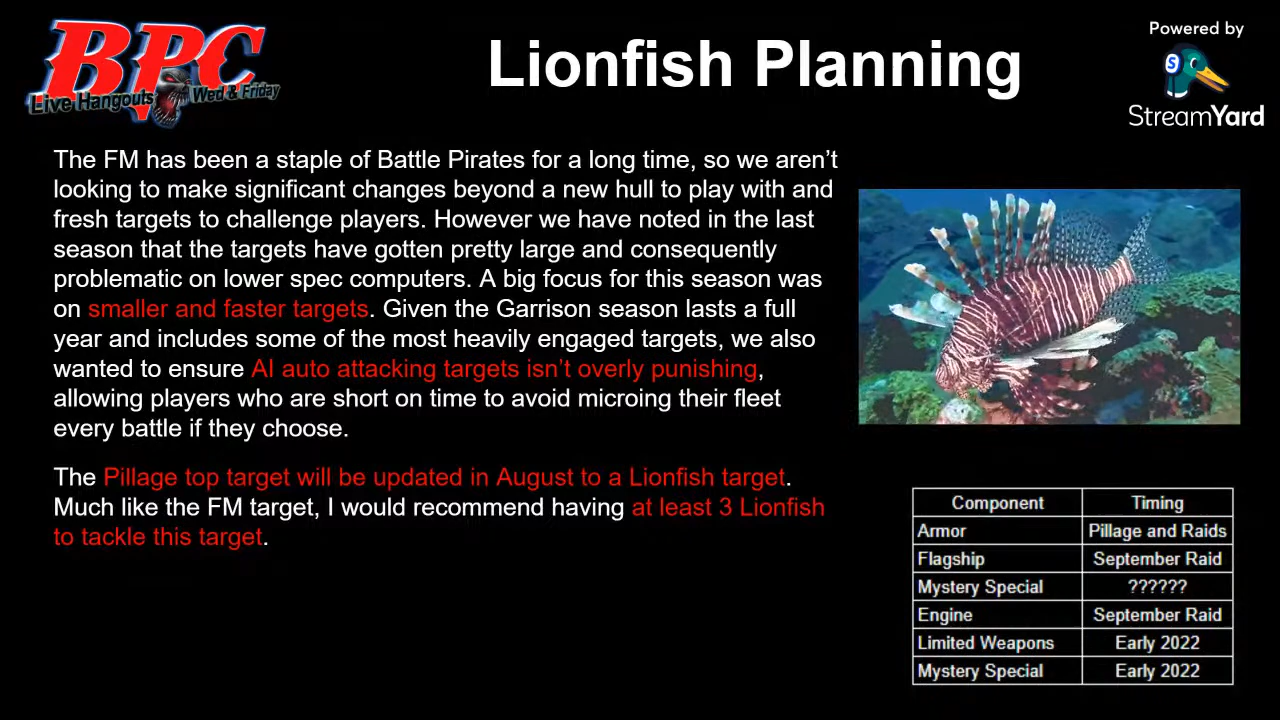 BPC
Live Hangouts Wed & Friday
Lionfish Planning
Powered by
S
StreamYard
The FM has been a staple of Battle Pirates for a long time, so we aren't
looking to make significant changes beyond a new hull to play with and
fresh targets to challenge players. However we have noted in the last
season that the targets have gotten pretty large and consequently
problematic on lower spec computers. A big focus for this season was
on smaller and faster targets. Given the Garrison season lasts a full
year and includes some of the most heavily engaged targets, we also
wanted to ensure AI auto attacking targets isn't overly punishing,
allowing players who are short on time to avoid microing their fleet
every battle if they choose.
The Pillage top target will be updated in August to a Lionfish target.
Much like the FM target, I would recommend having at least 3 Lionfish
to tackle this target.
Component Timing
Armor Pillage and Raids
Flagship September Raid
Mystery Special ??????
Engine September Raid
Limited Weapons Early 2022
Mystery Special Early 2022